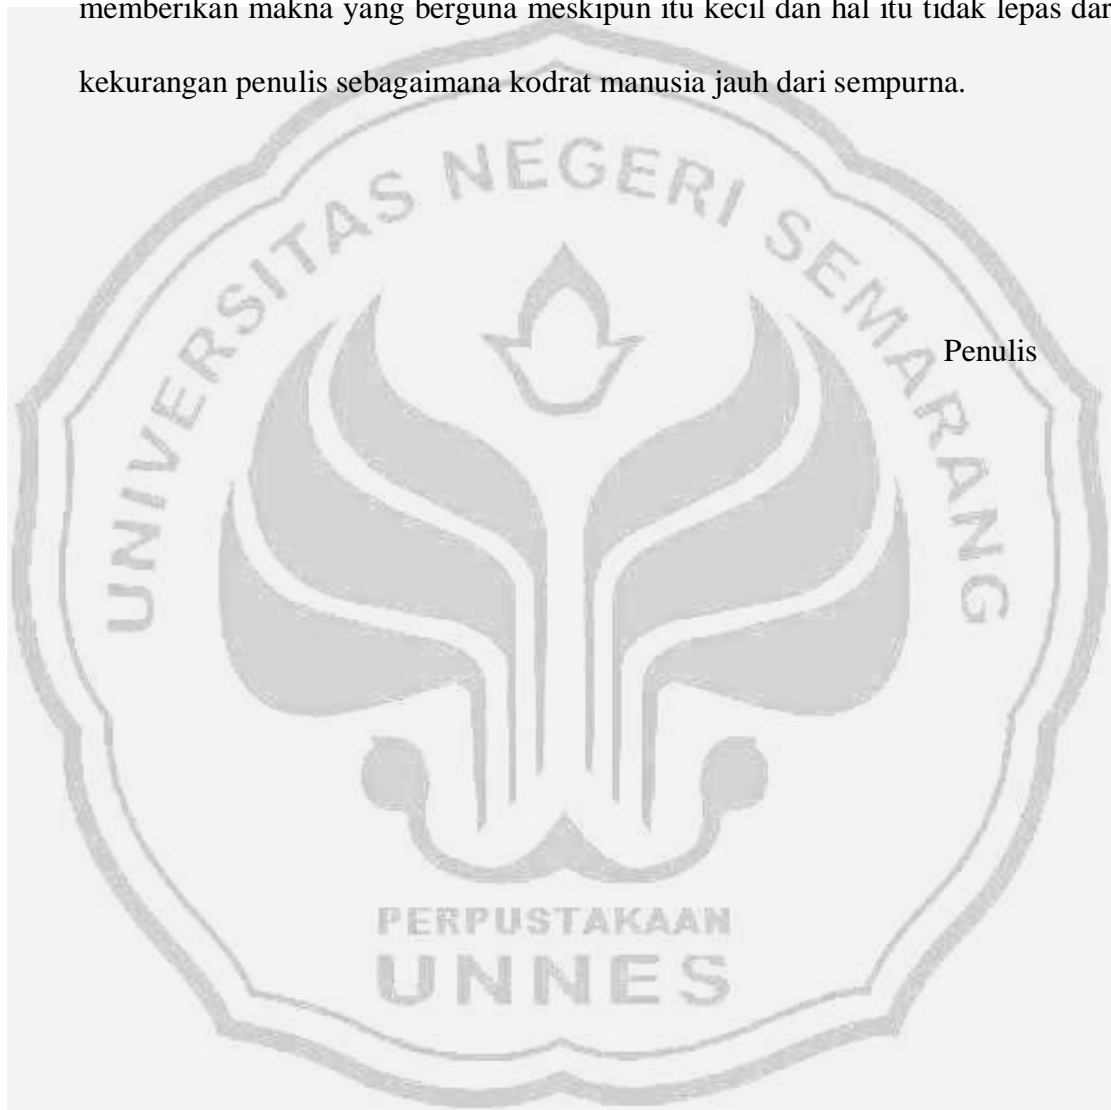 memberikan makna yang berguna meskipun itu kecil dan hal itu tidak lepas dar
kekurangan penulis sebagaimana kodrat manusia jauh dari sempurna.
UNIVERSITAS NEGERI SEMARANG
Penulis
PERPUSTAKAAN
UNNES